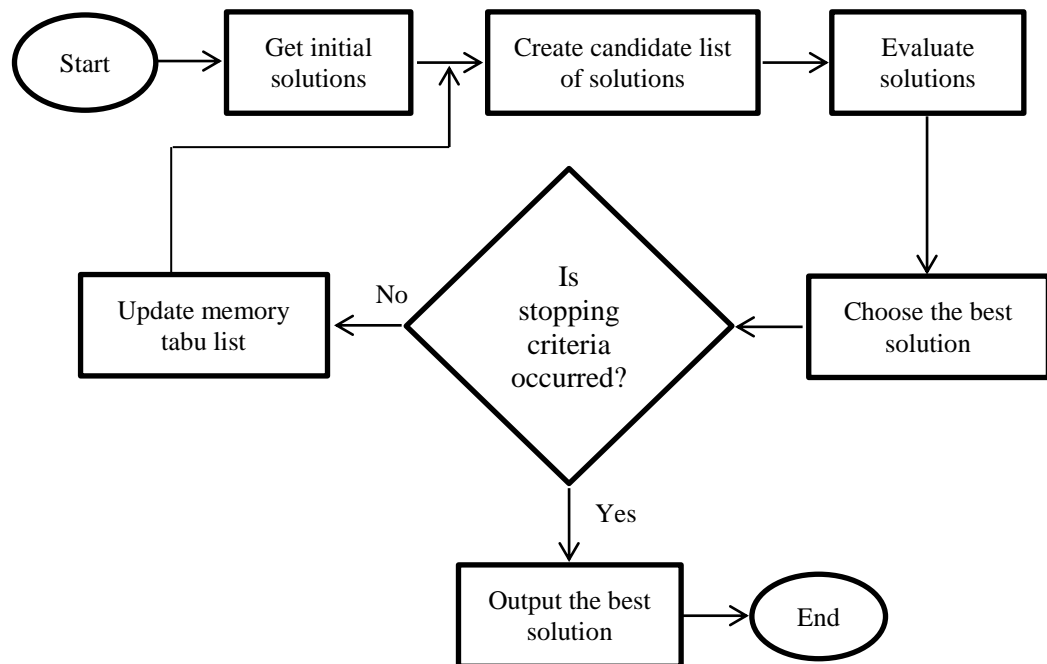 Start
Get initial
solutions
Create candidate list
of solutions
Evaluate
solutions
Choose the best
solution
Is
stopping
criteria
occurred?
No
Update memory
tabu list
Yes
Output the best
solution
End